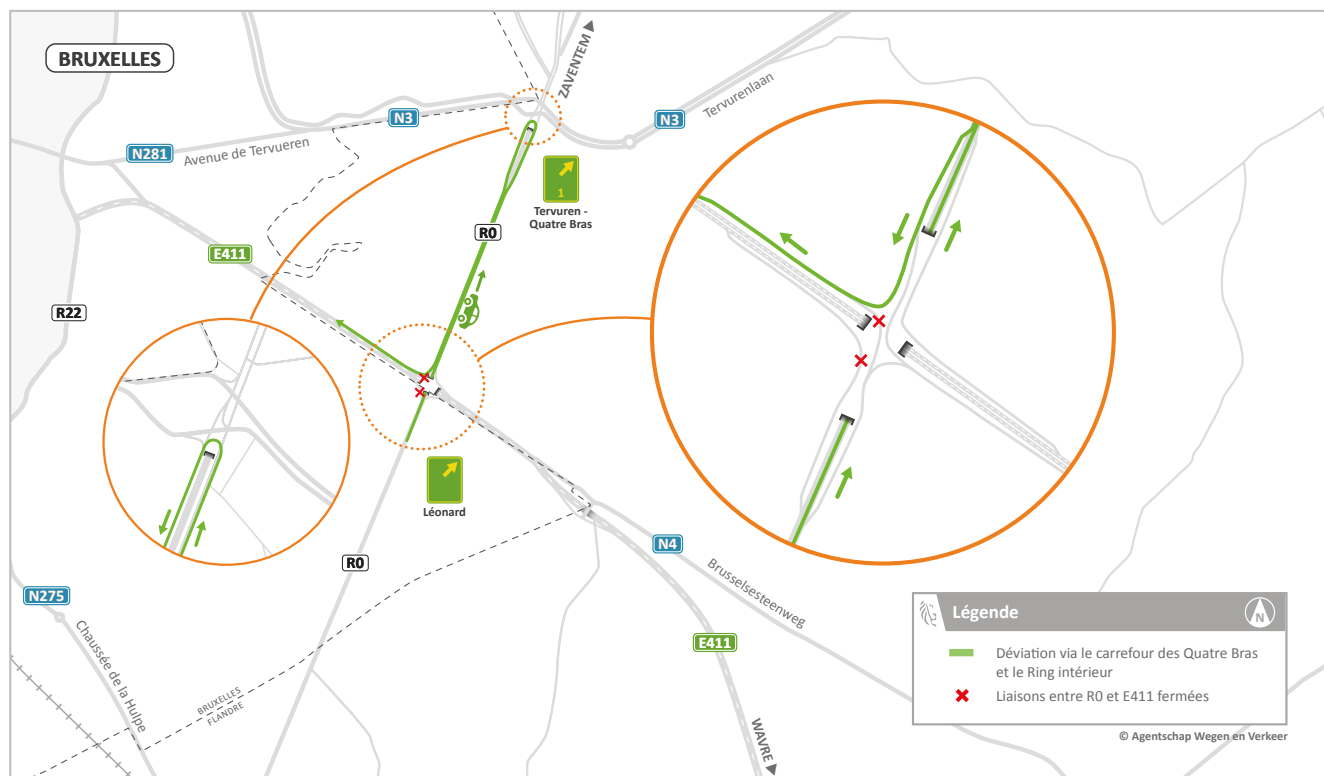 BRUXELLES
ZAVENTEM
Tervurenlaan
N3
N3
N281
Avenue de Tervueren
1
Tervuren -
Quatre Bras
R0
E411
R22
Léonard
R0
N4
Brusselsesteenweg
N275
Chaussée de la Hulpe
BRUXELLES
FLANDRE
E411
WAVRE
Légende
N
Déviation via le carrefour des Quatre Bras
et le Ring intérieur
Liaisons entre R0 et E411 fermées
© Agentschap Wegen en Verkeer